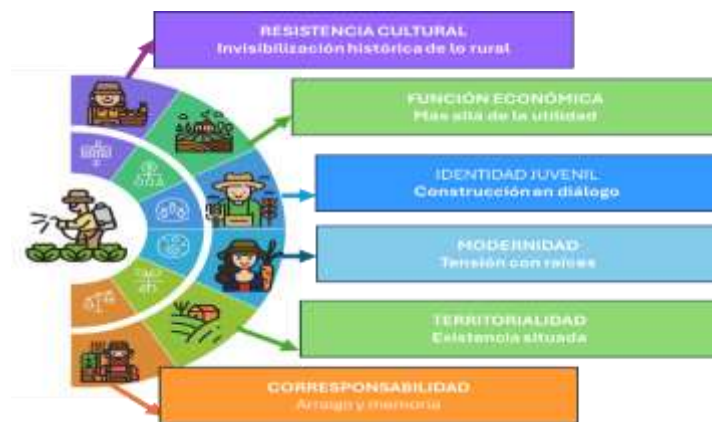 RESISTENCIA CULTURAL
Invisibilización histórica de lo rural
FUNCIÓN ECONÓMICA
Más allá de la utilidad
IDENTIDAD JUVENIL
Construcción en diálogo
MODERNIDAD
Tensión con raíces
TERRITORIALIDAD
Existencia situada
CORRESPONSABILIDAD
Arraigo y memoria